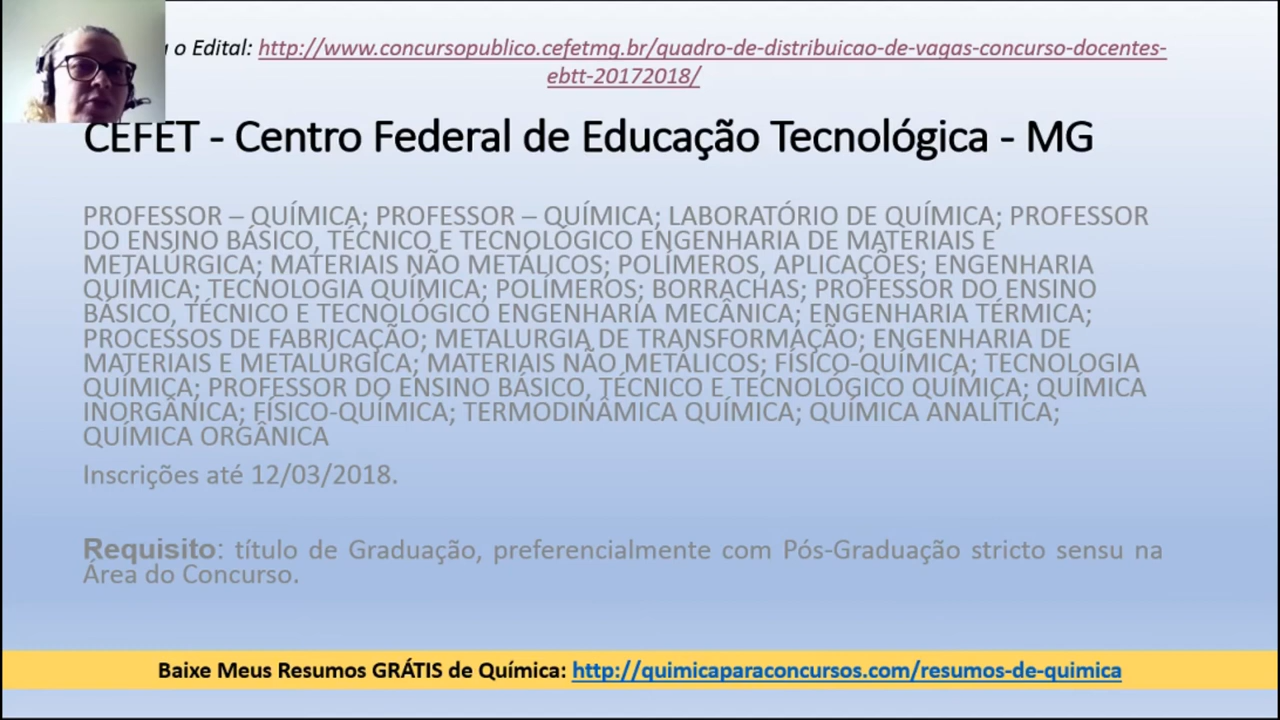 o Edital: http://www.concursopublico.cefetmg.br/quadro-de-distribuicao-de-vagas-concurso-docentes-
ebtt-20172018/
CEFET - Centro Federal de Educação Tecnológica - MG
PROFESSOR – QUÍMICA; PROFESSOR – QUÍMICA; LABORATÓRIO DE QUÍMICA; PROFESSOR
DO ENSINO BÁSICO, TÉCNICO E TECNOLÓGICO ENGENHARIA DE MATERIAIS E
METALÚRGICA; MATERIAIS NÃO METÁLICOS; POLÍMEROS, APLICAÇÕES; ENGENHARIA
QUÍMICA; TECNOLOGIA QUÍMICA; POLÍMEROS; BORRACHAS; PROFESSOR DO ENSINO
BÁSICO, TÉCNICO E TECNOLÓGICO ENGENHARIA MECÂNICA; ENGENHARIA TÉRMICA;
PROCESSOS DE FABRICAÇÃO; METALURGIA DE TRANSFORMAÇÃO; ENGENHARIA DE
MATERIAIS E METALÚRGICA; MATERIAIS NÃO METÁLICOS; FÍSICO-QUÍMICA; TECNOLOGIA
QUÍMICA; PROFESSOR DO ENSINO BÁSICO, TÉCNICO E TECNOLÓGICO QUÍMICA; QUÍMICA
INORGÂNICA; FÍSICO-QUÍMICA; TERMODINÂMICA QUÍMICA; QUÍMICA ANALÍTICA;
QUÍMICA ORGÂNICA
Inscrições até 12/03/2018.
Requisito: título de Graduação, preferencialmente com Pós-Graduação stricto sensu na
Área do Concurso.
Baixe Meus Resumos GRÁTIS de Química: http://quimicaparaconcursos.com/resumos-de-quimica